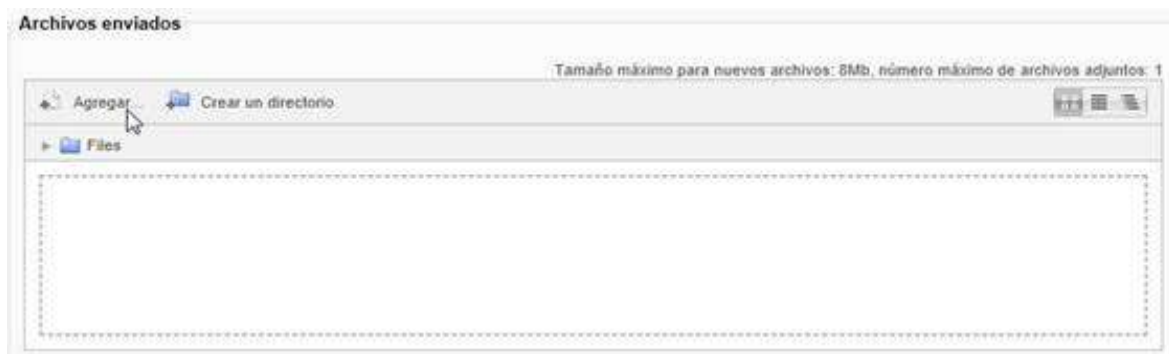 Archivos enviados
Tamaño máximo para nuevos archivos: 8Mb, número máximo de archivos adjuntos: 1
Agregar... Crear un directorio
Files